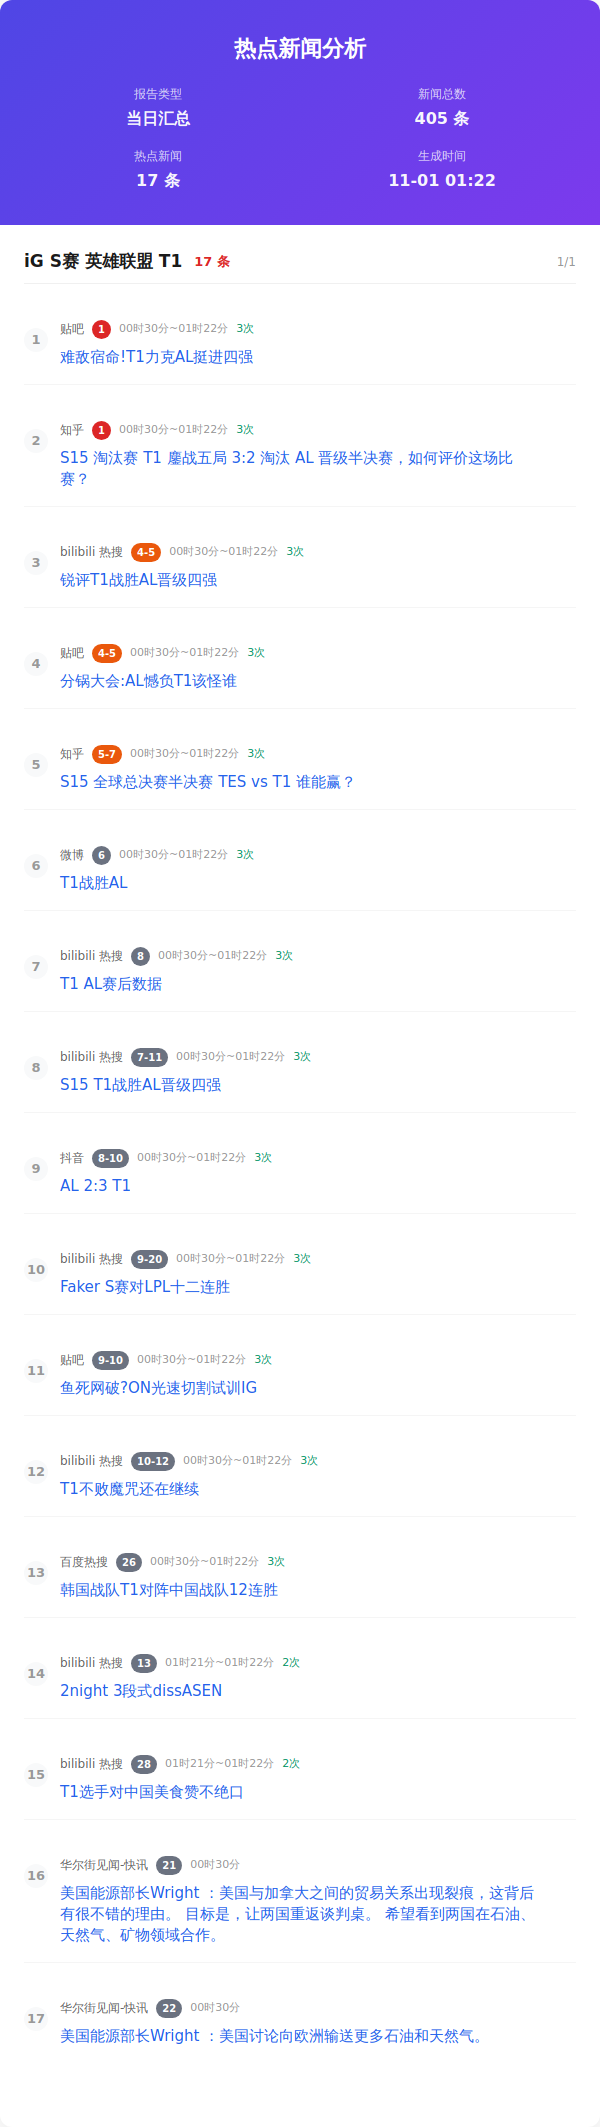 热点新闻分析
报告类型
新闻总数
当日汇总
405 条
热点新闻
生成时间
17 条
11-01 01:22
iG S赛 英雄联盟 T1 17 条 1/1
1 贴吧 1 00时30分~01时22分 3次
难敌宿命!T1力克AL挺进四强
2 知乎 1 00时30分~01时22分 3次
S15 淘汰赛 T1 鏖战五局 3:2 淘汰 AL 晋级半决赛，如何评价这场比
赛？
3 bilibili 热搜 4-5 00时30分~01时22分 3次
锐评T1战胜AL晋级四强
4 贴吧 4-5 00时30分~01时22分 3次
分锅大会:AL憾负T1该怪谁
5 知乎 5-7 00时30分~01时22分 3次
S15 全球总决赛半决赛 TES vs T1 谁能赢？
6 微博 6 00时30分~01时22分 3次
T1战胜AL
7 bilibili 热搜 8 00时30分~01时22分 3次
T1 AL赛后数据
8 bilibili 热搜 7-11 00时30分~01时22分 3次
S15 T1战胜AL晋级四强
9 抖音 8-10 00时30分~01时22分 3次
AL 2:3 T1
10 bilibili 热搜 9-20 00时30分~01时22分 3次
Faker S赛对LPL十二连胜
11 贴吧 9-10 00时30分~01时22分 3次
鱼死网破?ON光速切割试训IG
12 bilibili 热搜 10-12 00时30分~01时22分 3次
T1不败魔咒还在继续
13 百度热搜 26 00时30分~01时22分 3次
韩国战队T1对阵中国战队12连胜
14 bilibili 热搜 13 01时21分~01时22分 2次
2night 3段式dissASEN
15 bilibili 热搜 28 01时21分~01时22分 2次
T1选手对中国美食赞不绝口
16 华尔街见闻-快讯 21 00时30分
美国能源部长Wright ：美国与加拿大之间的贸易关系出现裂痕，这背后
有很不错的理由。 目标是，让两国重返谈判桌。 希望看到两国在石油、
天然气、矿物领域合作。
17 华尔街见闻-快讯 22 00时30分
美国能源部长Wright ：美国讨论向欧洲输送更多石油和天然气。